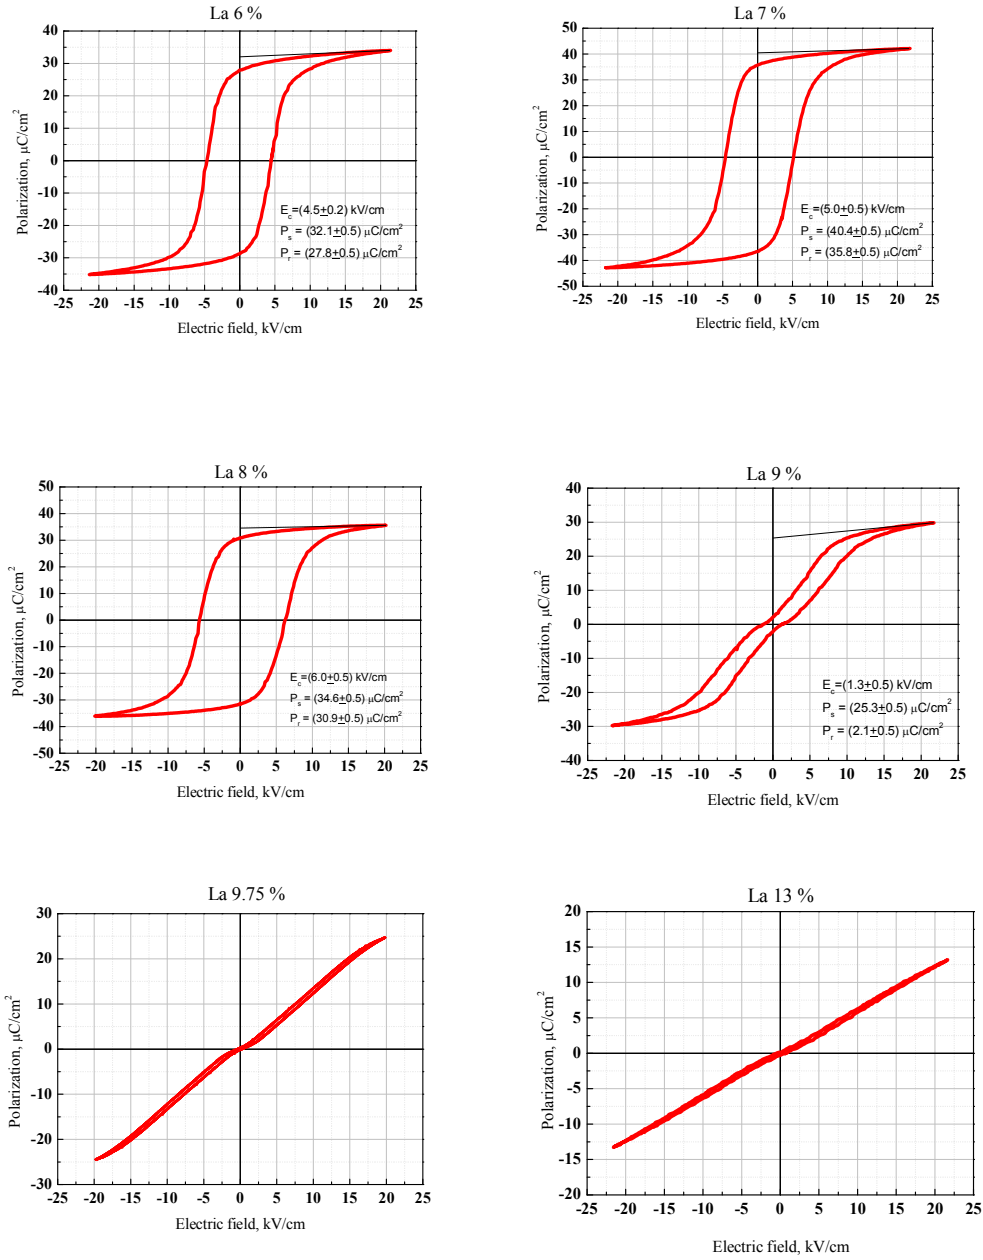 La 6 %
40
30
20
10
0
-10
-20
-30
-40
-25 -20 -15 -10 -5 0 5 10 15 20 25
Polarization, μC/cm²
Electric field, kV/cm
E_c=(4.5±0.2) kV/cm
P_s = (32.1±0.5) μC/cm²
P_r = (27.8±0.5) μC/cm²
La 7 %
50
40
30
20
10
0
-10
-20
-30
-40
-50
-25 -20 -15 -10 -5 0 5 10 15 20 25
Polarization, μC/cm²
Electric field, kV/cm
E_c=(5.0±0.5) kV/cm
P_s = (40.4±0.5) μC/cm²
P_r = (35.8±0.5) μC/cm²
La 8 %
50
40
30
20
10
0
-10
-20
-30
-40
-50
-25 -20 -15 -10 -5 0 5 10 15 20 25
Polarization, μC/cm²
Electric field, kV/cm
E_c=(6.0±0.5) kV/cm
P_s = (34.6±0.5) μC/cm²
P_r = (30.9±0.5) μC/cm²
La 9 %
40
30
20
10
0
-10
-20
-30
-40
-25 -20 -15 -10 -5 0 5 10 15 20 25
Polarization, μC/cm²
Electric field, kV/cm
E_c=(1.3±0.5) kV/cm
P_s = (25.3±0.5) μC/cm²
P_r = (2.1±0.5) μC/cm²
La 9.75 %
30
20
10
0
-10
-20
-30
-25 -20 -15 -10 -5 0 5 10 15 20 25
Polarization, μC/cm²
Electric field, kV/cm
La 13 %
20
15
10
5
0
-5
-10
-15
-20
-25 -20 -15 -10 -5 0 5 10 15 20 25
Polarization, μC/cm²
Electric field, kV/cm